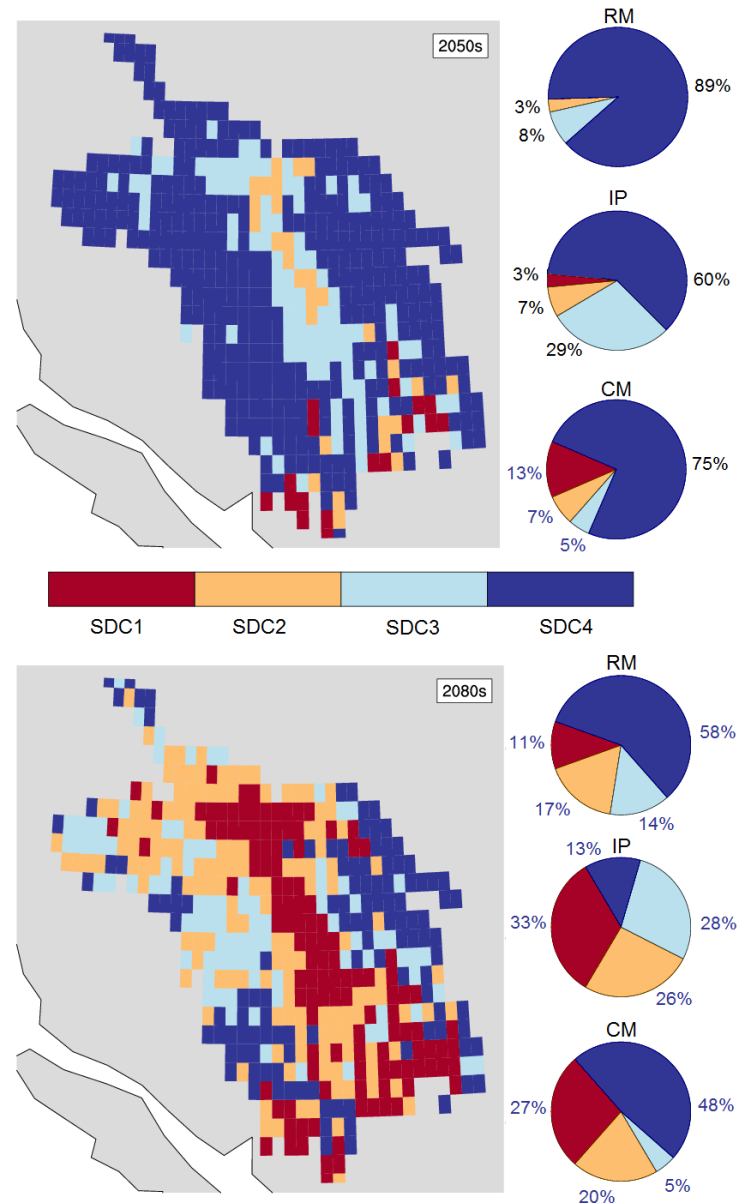 2050s
RM
89%
3%
8%
IP
3%
60%
7%
29%
CM
75%
13%
7%
5%
SDC1 SDC2 SDC3 SDC4
2080s
RM
58%
11%
17%
14%
IP
13%
33%
28%
26%
CM
27%
48%
5%
20%